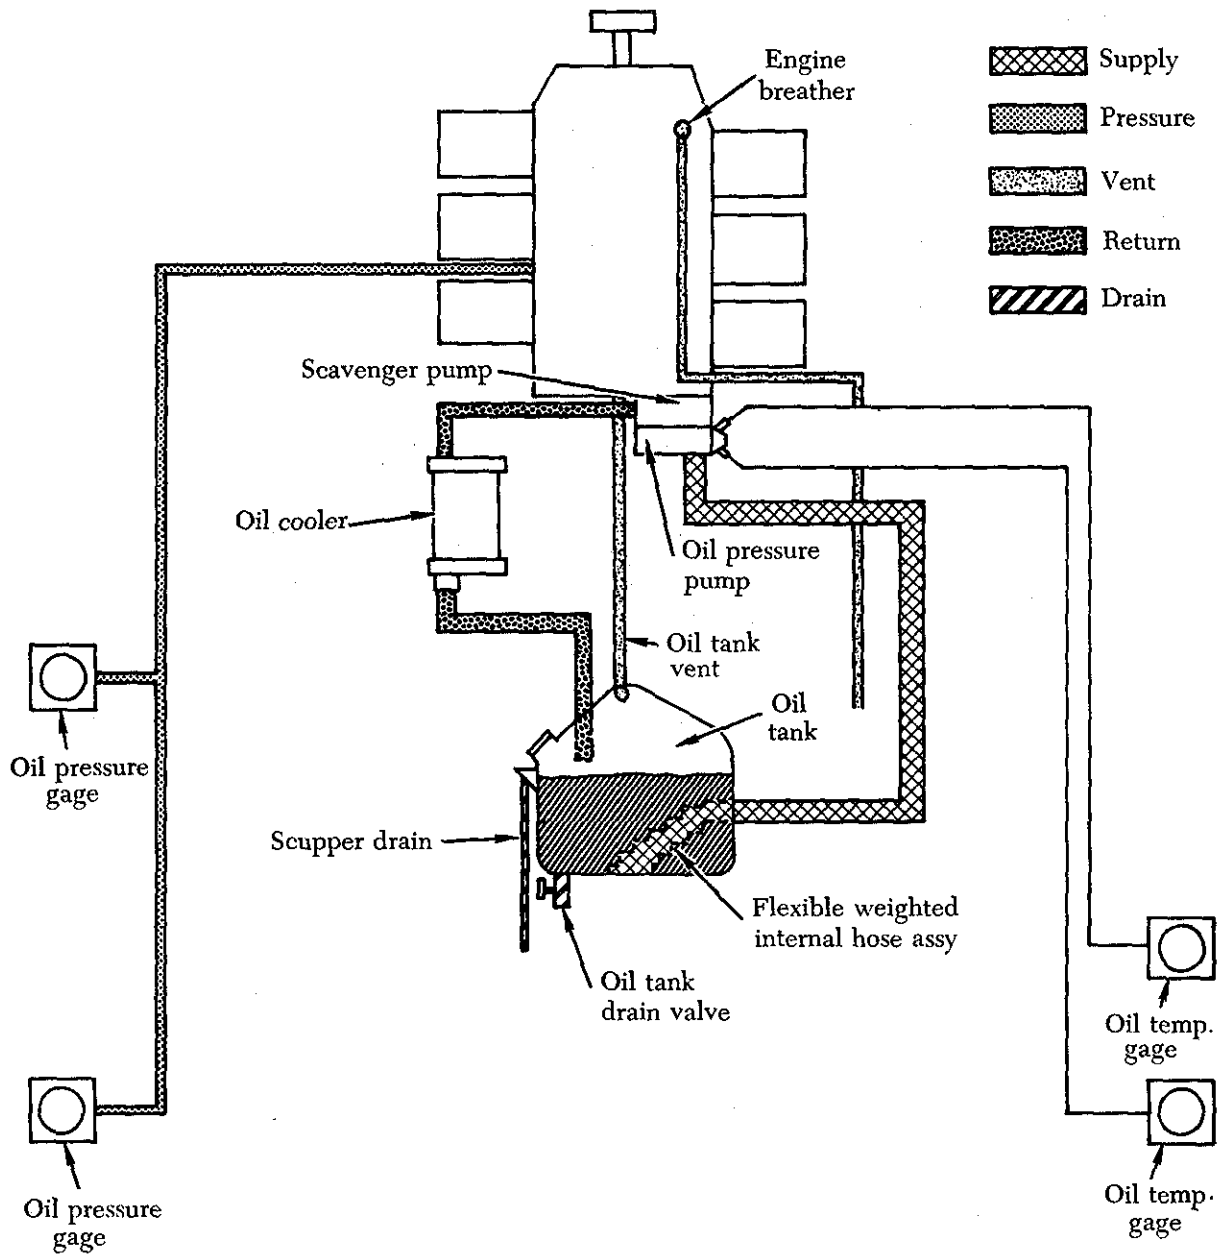 Engine
breather
Supply
Pressure
Vent
Return
Drain
Scavenger pump
Oil cooler
Oil pressure
pump
Oil tank
vent
Oil
tank
Oil pressure
gage
Scupper drain
Flexible weighted
internal hose assy
Oil tank
drain valve
Oil temp.
gage
Oil pressure
gage
Oil temp.
gage